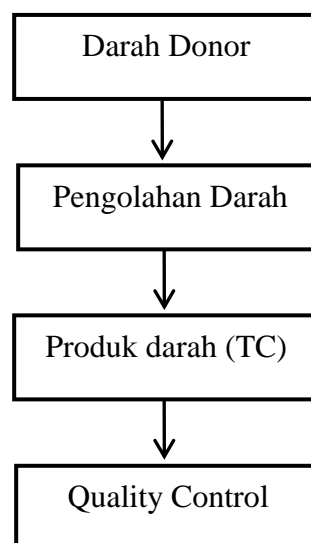 Darah Donor
Pengolahan Darah
Produk darah (TC)
Quality Control